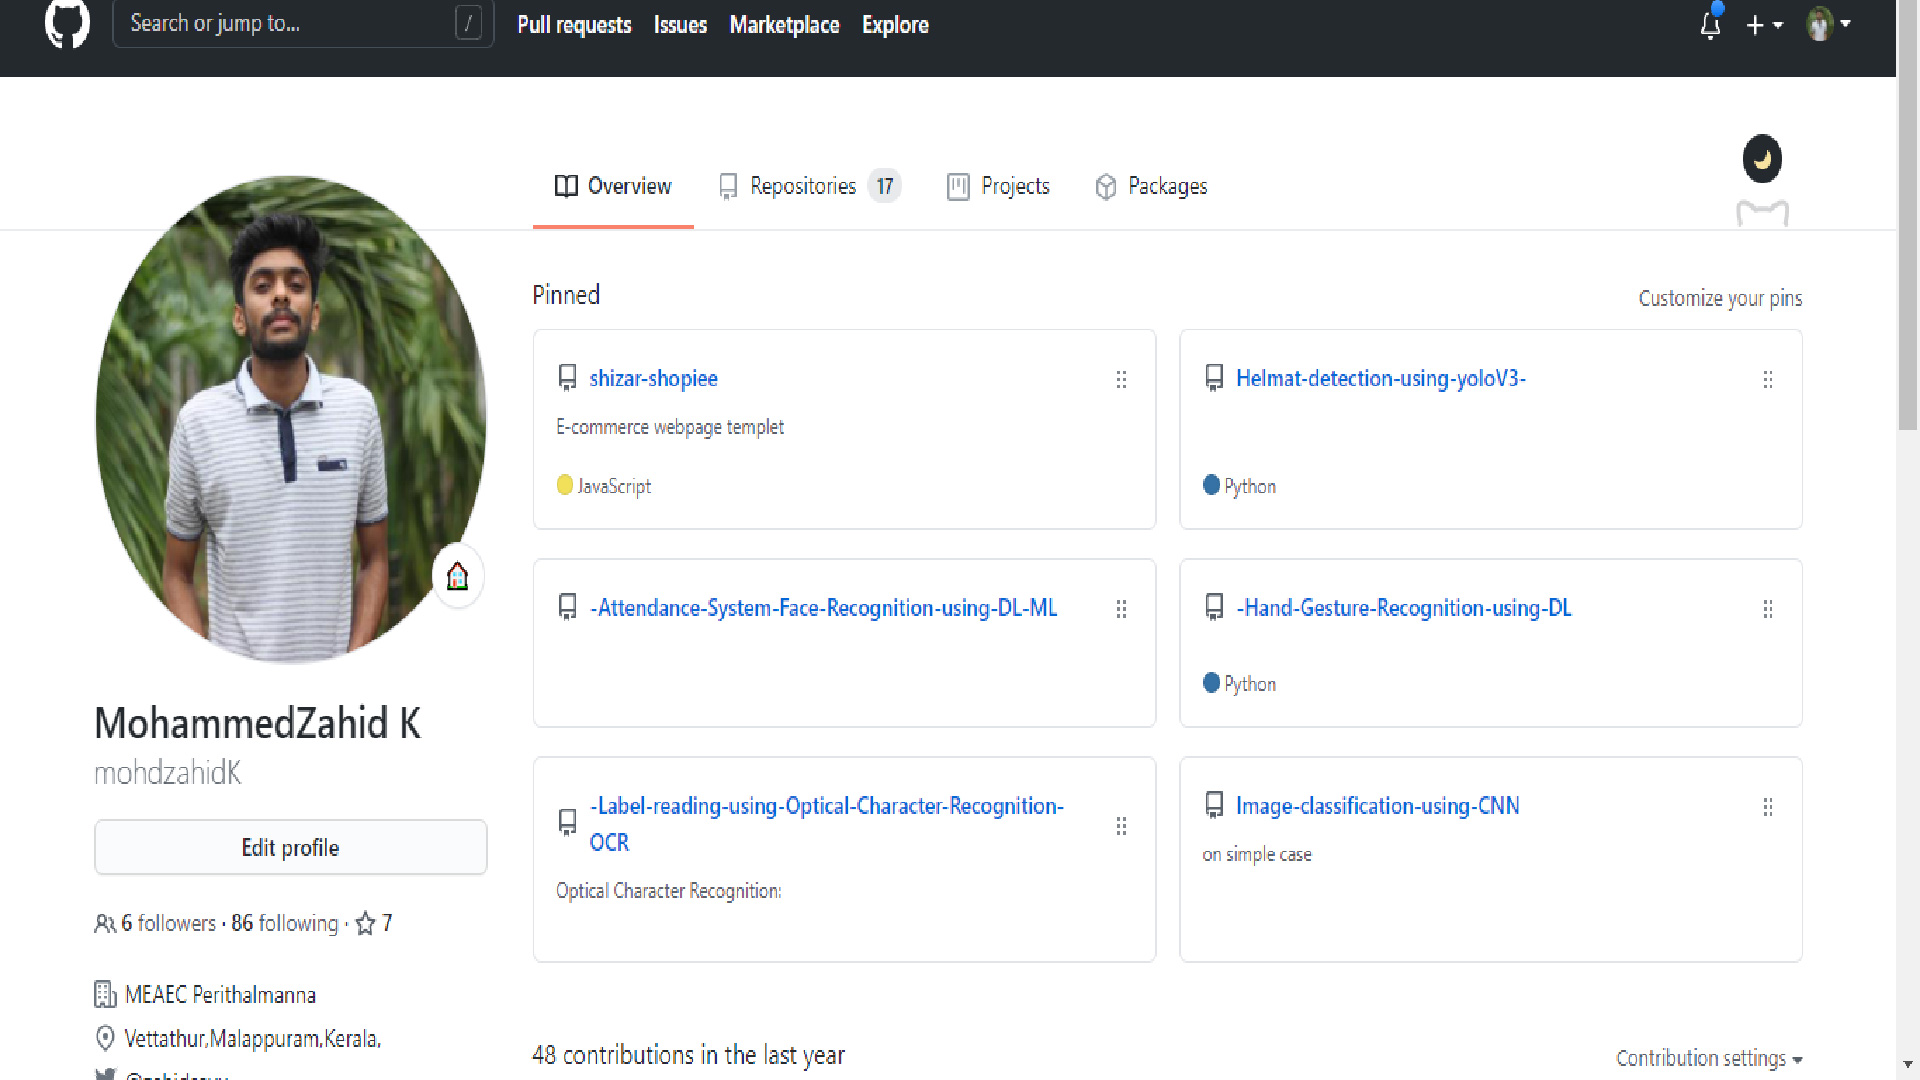 Search or jump to...
/
Pull requests
Issues
Marketplace
Explore
Overview
Repositories 17
Projects
Packages
Pinned
Customize your pins
shizar-shopiee
E-commerce webpage templet
JavaScript
Helmat-detection-using-yoloV3-
Python
-Attendance-System-Face-Recognition-using-DL-ML
-Hand-Gesture-Recognition-using-DL
Python
-Label-reading-using-Optical-Character-Recognition-
OCR
Optical Character Recognition:
Image-classification-using-CNN
on simple case
MohammedZahid K
mohdzahidK
Edit profile
6 followers · 86 following · 7
MEAEC Perithalmanna
Vettathur,Malappuram,Kerala,
48 contributions in the last year
Contribution settings